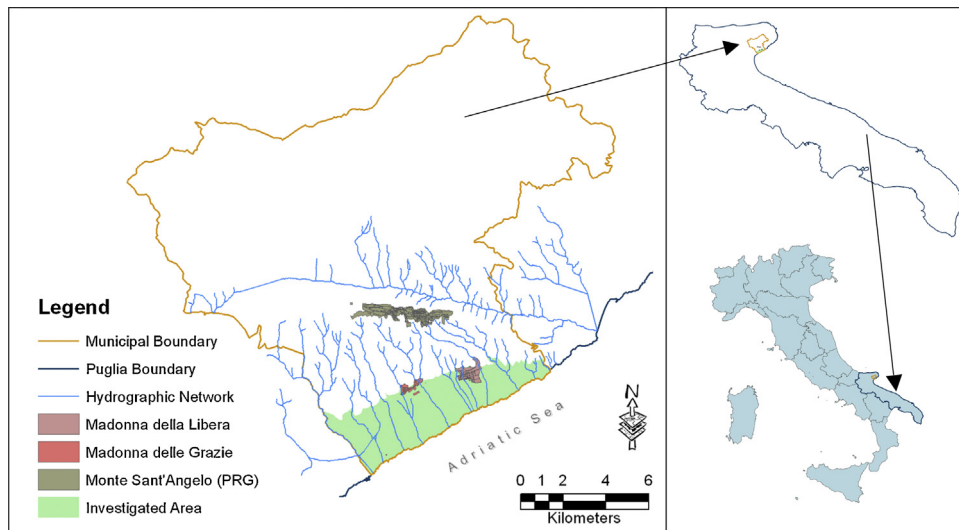 Legend
Municipal Boundary
Puglia Boundary
Hydrographic Network
Madonna della Libera
Madonna delle Grazie
Monte Sant'Angelo (PRG)
Investigated Area
Adriatic Sea
N
0 1 2 4 6
Kilometers